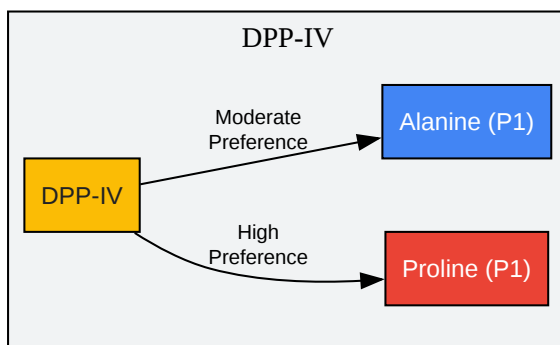 DPP-IV
Moderate
Preference
Alanine (P1)
DPP-IV
High
Preference
Proline (P1)